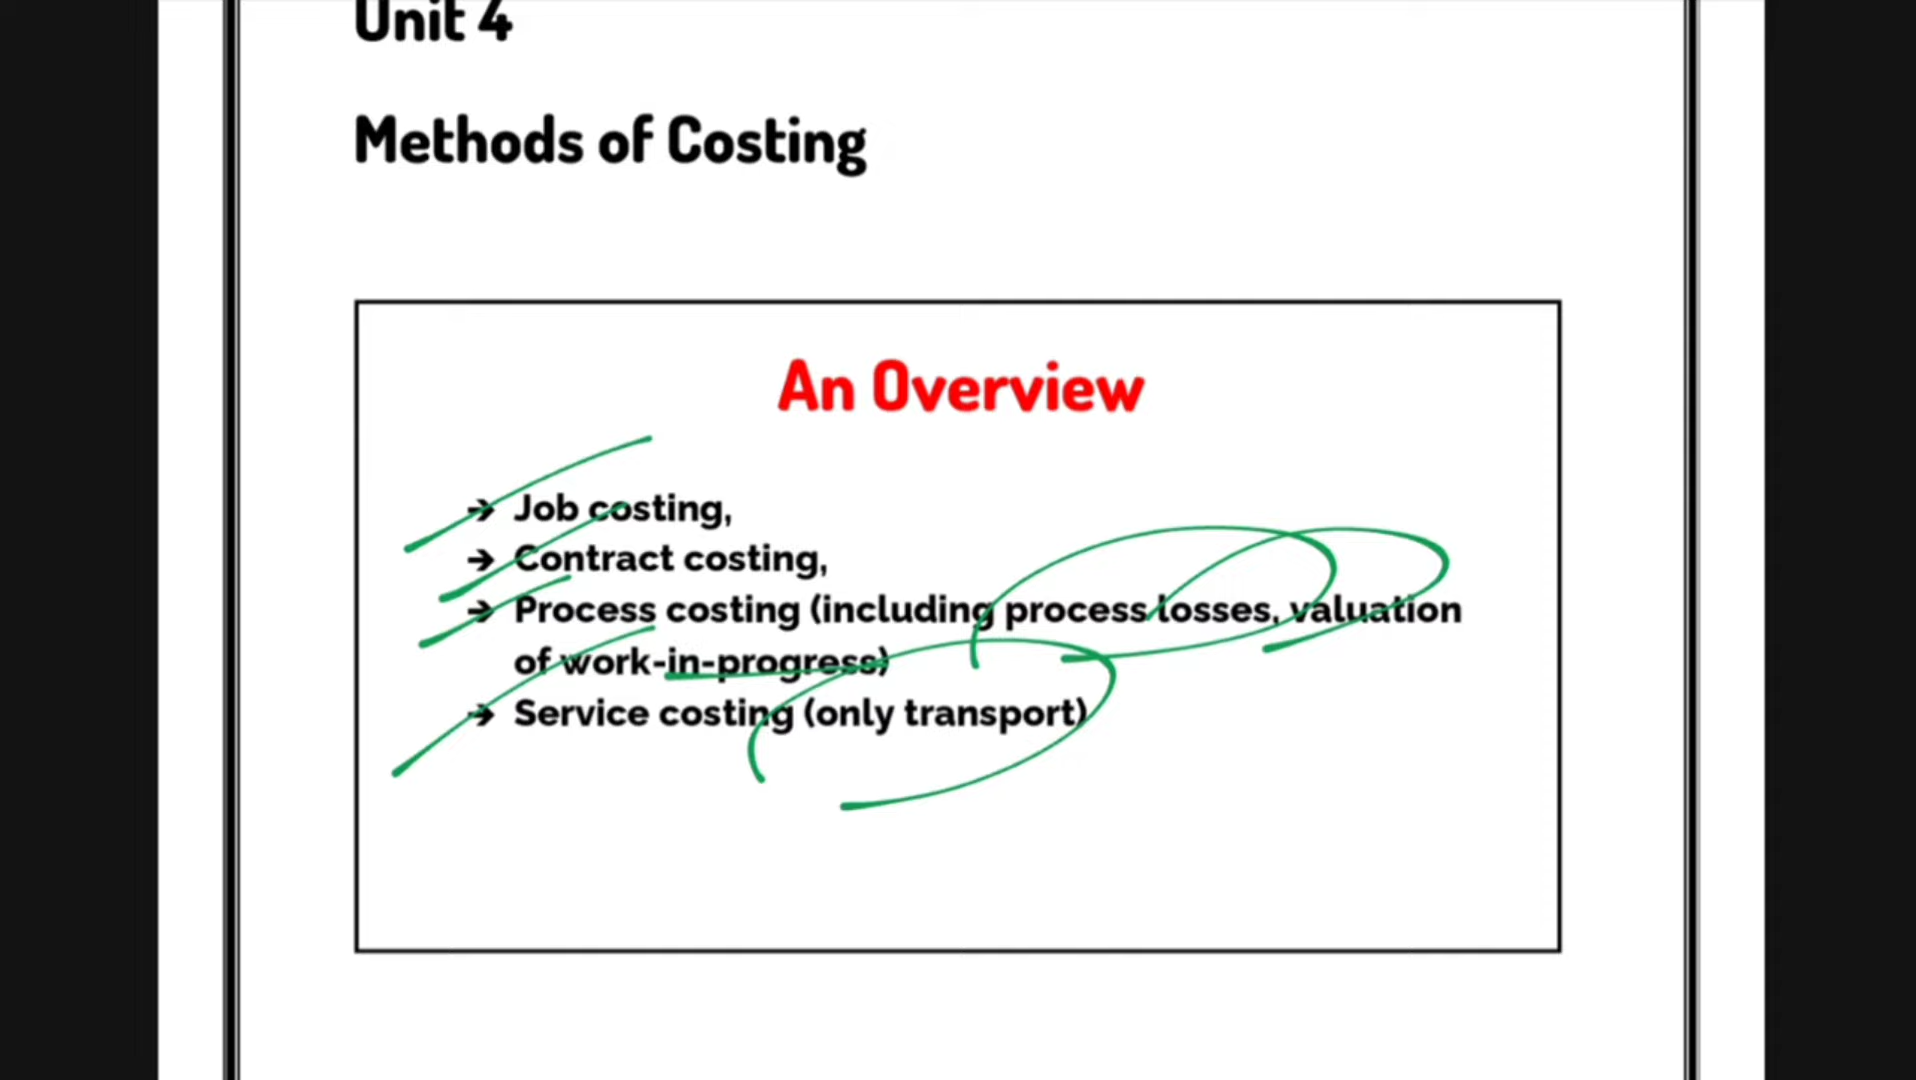 Unit 4
Methods of Costing
An Overview
➔ Job costing,
➔ Contract costing,
➔ Process costing (including process losses, valuation
of work-in-progress)
➔ Service costing (only transport)